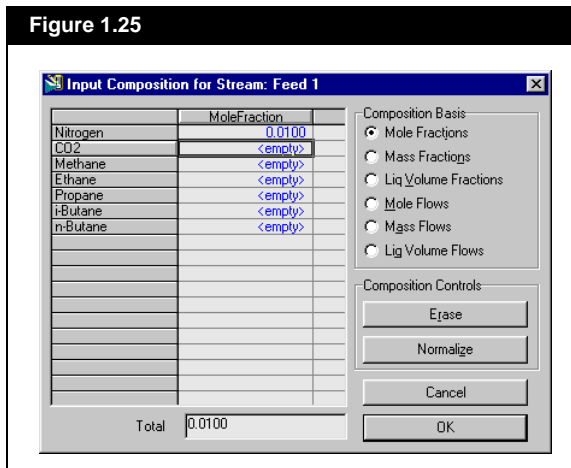 Figure 1.25
Input Composition for Stream: Feed 1
MoleFraction
Nitrogen 0.0100
CO2 <empty>
Methane <empty>
Ethane <empty>
Propane <empty>
i-Butane <empty>
n-Butane <empty>
Total 0.0100
Composition Basis
Mole Fractions
Mass Fractions
Liq Volume Fractions
Mole Flows
Mass Flows
Liq Volume Flows
Composition Controls
Erase
Normalize
Cancel
OK